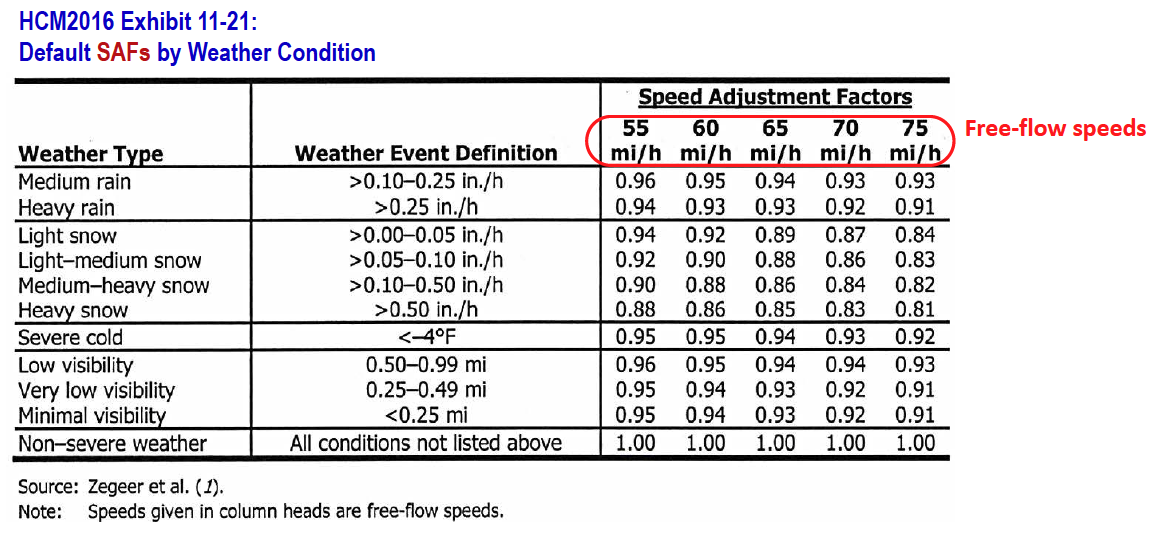 HCM2016 Exhibit 11-21:
Default SAFs by Weather Condition
Speed Adjustment Factors
55 60 65 70 75 Free-flow speeds
Weather Type Weather Event Definition mi/h mi/h mi/h mi/h mi/h
Medium rain >0.10–0.25 in./h 0.96 0.95 0.94 0.93 0.93
Heavy rain >0.25 in./h 0.94 0.93 0.93 0.92 0.91
Light snow >0.00–0.05 in./h 0.94 0.92 0.89 0.87 0.84
Light–medium snow >0.05–0.10 in./h 0.92 0.90 0.88 0.86 0.83
Medium–heavy snow >0.10–0.50 in./h 0.90 0.88 0.86 0.84 0.82
Heavy snow >0.50 in./h 0.88 0.86 0.85 0.83 0.81
Severe cold <–4°F 0.95 0.95 0.94 0.93 0.92
Low visibility 0.50–0.99 mi 0.96 0.95 0.94 0.94 0.93
Very low visibility 0.25–0.49 mi 0.95 0.94 0.93 0.92 0.91
Minimal visibility <0.25 mi 0.95 0.94 0.93 0.92 0.91
Non–severe weather All conditions not listed above 1.00 1.00 1.00 1.00 1.00
Source: Zegeer et al. (1).
Note: Speeds given in column heads are free-flow speeds.